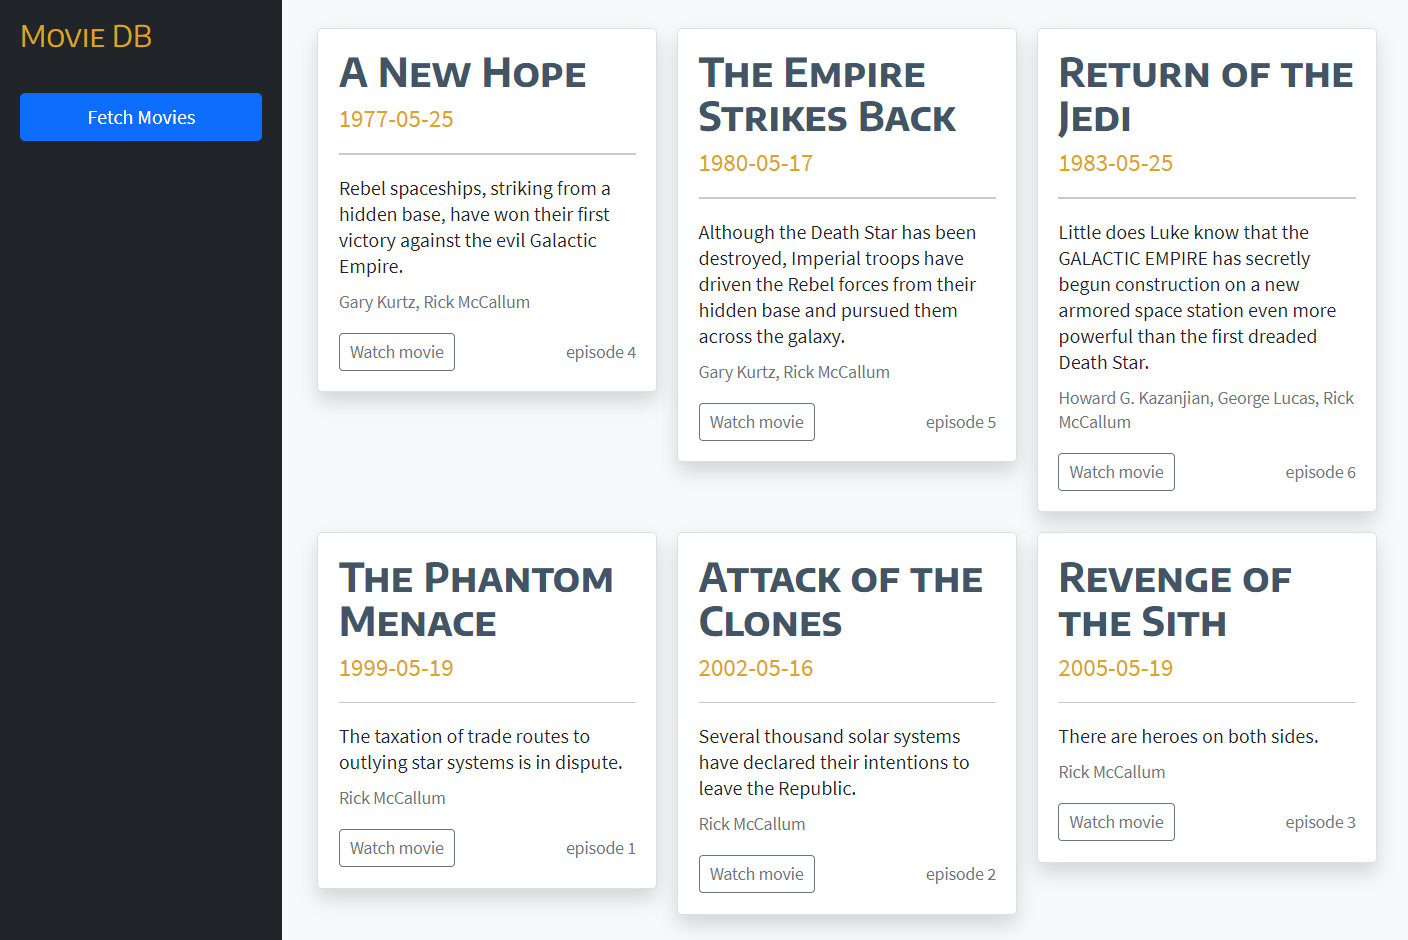 Movie DB
Fetch Movies
A New Hope
1977-05-25
Rebel spaceships, striking from a
hidden base, have won their first
victory against the evil Galactic
Empire.
Gary Kurtz, Rick McCallum
Watch movie
episode 4
The Empire
Strikes Back
1980-05-17
Although the Death Star has been
destroyed, Imperial troops have
driven the Rebel forces from their
hidden base and pursued them
across the galaxy.
Gary Kurtz, Rick McCallum
Watch movie
episode 5
Return of the
Jedi
1983-05-25
Little does Luke know that the
GALACTIC EMPIRE has secretly
begun construction on a new
armored space station even more
powerful than the first dreaded
Death Star.
Howard G. Kazanjian, George Lucas, Rick
McCallum
Watch movie
episode 6
The Phantom
Menace
1999-05-19
The taxation of trade routes to
outlying star systems is in dispute.
Rick McCallum
Watch movie
episode 1
Attack of the
Clones
2002-05-16
Several thousand solar systems
have declared their intentions to
leave the Republic.
Rick McCallum
Watch movie
episode 2
Revenge of
the Sith
2005-05-19
There are heroes on both sides.
Rick McCallum
Watch movie
episode 3